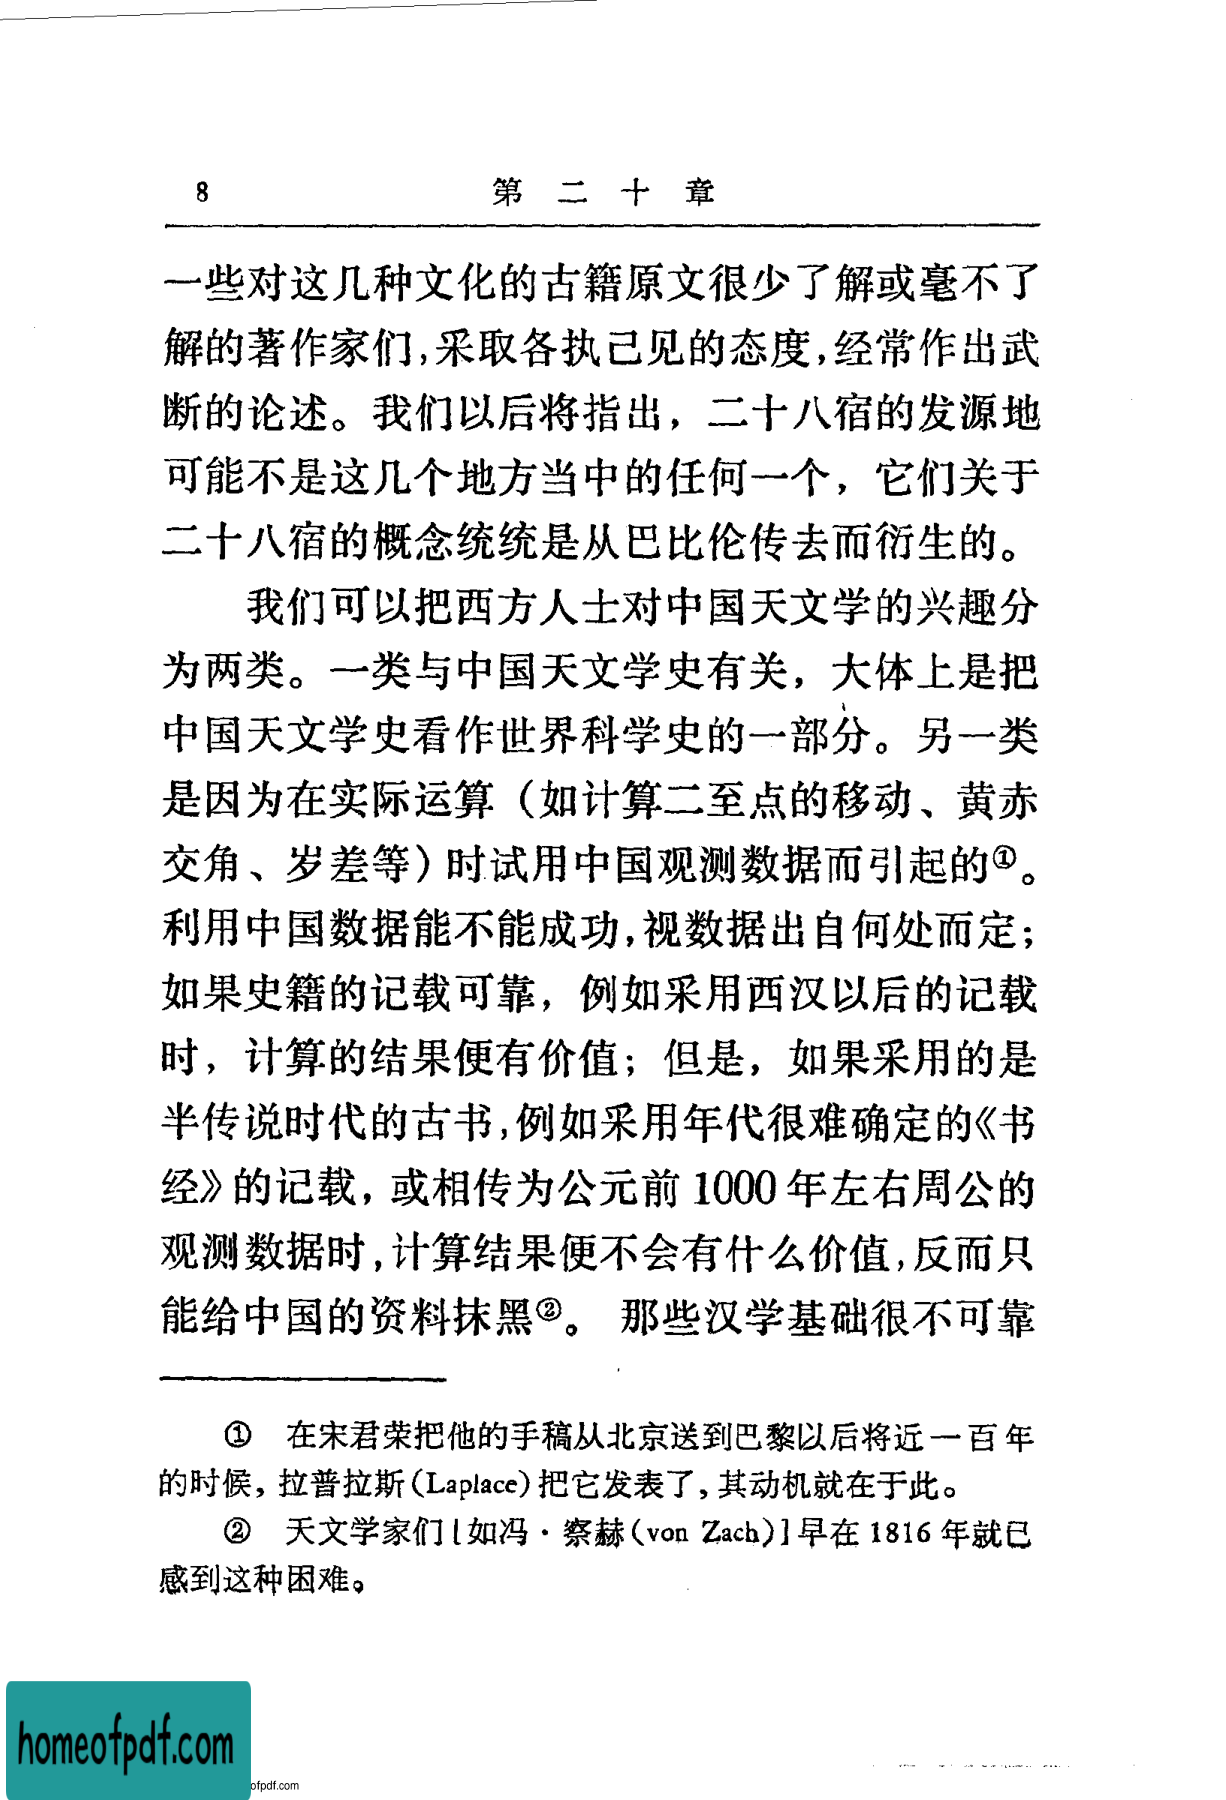 8 第二十章
一些对这几种文化的古籍原文很少了解或毫不了
解的著作家们,采取各执己见的态度,经常作出武
断的论述。我们以后将指出，二十八宿的发源地
可能不是这几个地方当中的任何一个，它们关于
二十八宿的概念统统是从巴比伦传去而衍生的。
我们可以把西方人士对中国天文学的兴趣分
为两类。一类与中国天文学史有关，大体上是把
中国天文学史看作世界科学史的一部分。另一类
是因为在实际运算（如计算二至点的移动、黄赤
交角、岁差等）时试用中国观测数据而引起的①。
利用中国数据能不能成功,视数据出自何处而定;
如果史籍的记载可靠，例如采用西汉以后的记载
时，计算的结果便有价值；但是，如果采用的是
半传说时代的古书,例如采用年代很难确定的《书
经》的记载，或相传为公元前1000年左右周公的
观测数据时,计算结果便不会有什么价值,反而只
能给中国的资料抹黑②。那些汉学基础很不可靠
① 在宋君荣把他的手稿从北京送到巴黎以后将近一百年
的时候，拉普拉斯(Laplace)把它发表了,其动机就在于此。
② 天文学家们[如冯·察赫(von Zach)]早在1816年就已
感到这种困难。
homeofpdf.com
ofpdf.com